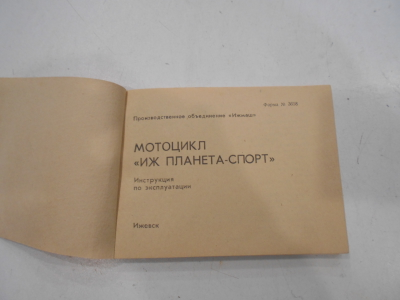 Производственное объединение «Ижмаш»
МОТОЦИКЛ
«ИЖ ПЛАНЕТА-СПОРТ»
Инструкция
по эксплуатации
Ижевск